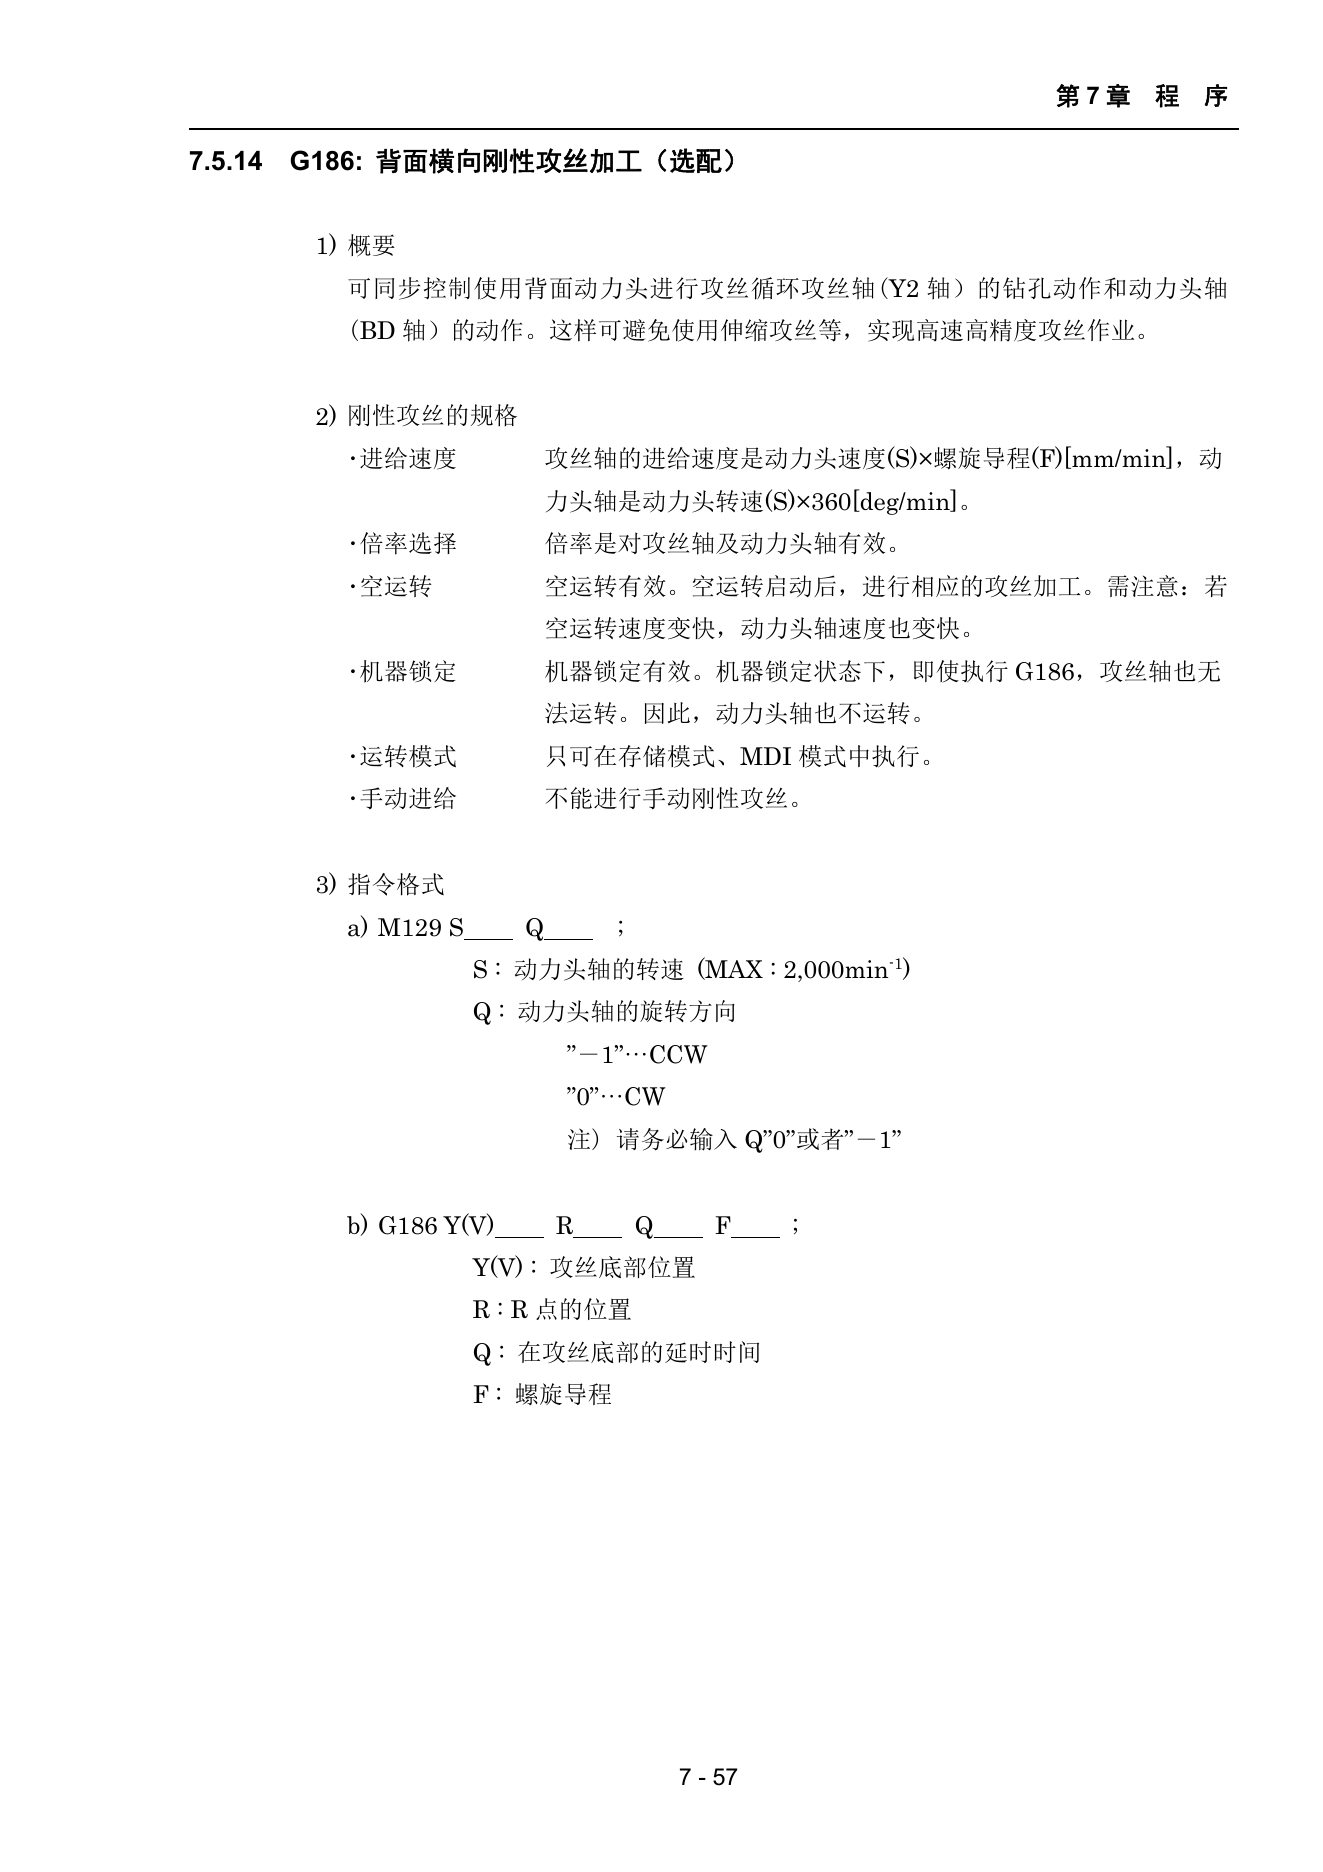 第 7 章　程　序
7.5.14　G186: 背面横向刚性攻丝加工（选配）
1) 概要
可同步控制使用背面动力头进行攻丝循环攻丝轴(Y2 轴）的钻孔动作和动力头轴
（BD 轴）的动作。这样可避免使用伸缩攻丝等，实现高速高精度攻丝作业。
2) 刚性攻丝的规格
·进给速度　攻丝轴的进给速度是动力头速度(S)×螺旋导程(F)[mm/min]，动
力头轴是动力头转速(S)×360[deg/min]。
·倍率选择　倍率是对攻丝轴及动力头轴有效。
·空运转　空运转有效。空运转启动后，进行相应的攻丝加工。需注意：若
空运转速度变快，动力头轴速度也变快。
·机器锁定　机器锁定有效。机器锁定状态下，即使执行 G186，攻丝轴也无
法运转。因此，动力头轴也不运转。
·运转模式　只可在存储模式、MDI 模式中执行。
·手动进给　不能进行手动刚性攻丝。
3) 指令格式
a) M129 S____ Q____ ；
S：动力头轴的转速 (MAX：2,000min⁻¹)
Q：动力头轴的旋转方向
”－1”…CCW
”0”…CW
注） 请务必输入 Q”0”或者”－1”
b) G186 Y(V)____ R____ Q____ F____ ；
Y(V)：攻丝底部位置
R：R 点的位置
Q：在攻丝底部的延时时间
F：螺旋导程
7 - 57